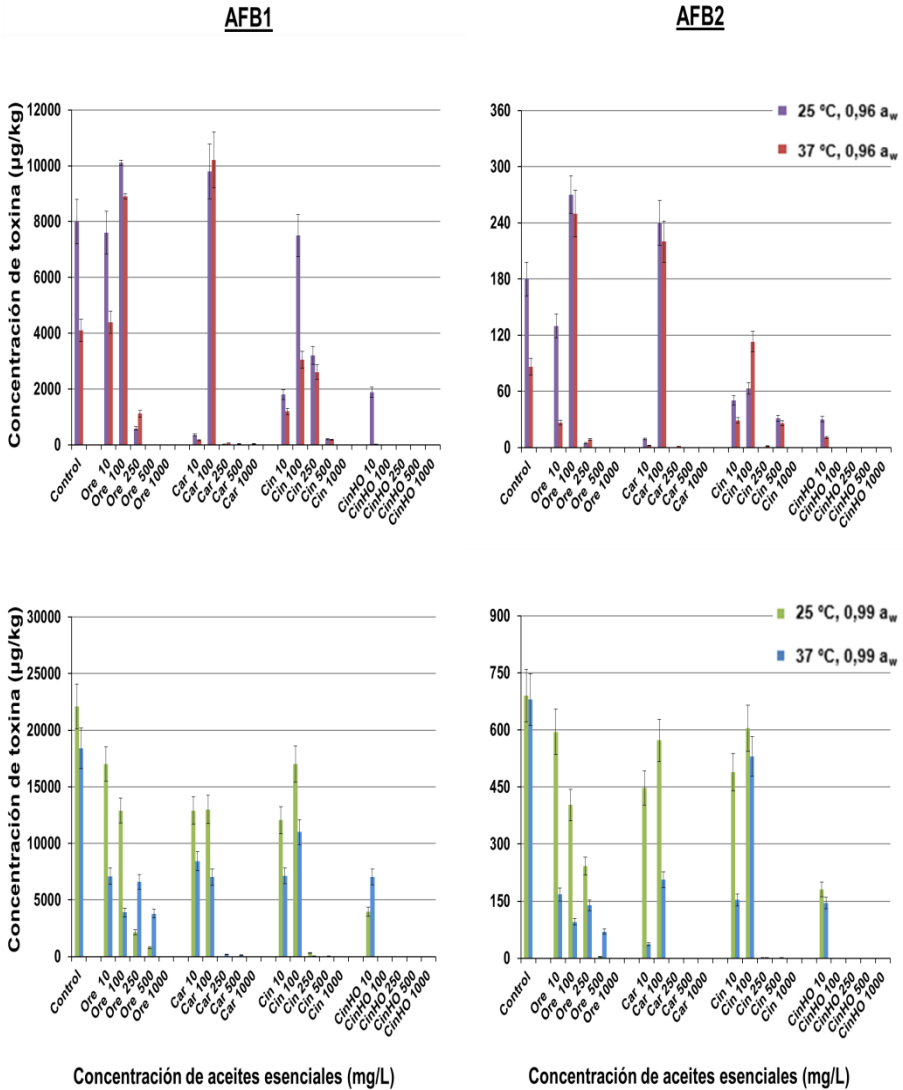 AFB1
AFB2
Concentración de toxina (µg/kg)
12000
10000
8000
6000
4000
2000
0
Control
Ore 10
Ore 100
Ore 250
Ore 500
Ore 1000
Car 10
Car 100
Car 250
Car 500
Car 1000
Cin 10
Cin 100
Cin 250
Cin 500
Cin 1000
CinHO 10
CinHO 100
CinHO 250
CinHO 500
CinHO 1000
360
300
240
180
120
60
0
25 ºC, 0,96 aw
37 ºC, 0,96 aw
Control
Ore 10
Ore 100
Ore 250
Ore 500
Ore 1000
Car 10
Car 100
Car 250
Car 500
Car 1000
Cin 10
Cin 100
Cin 250
Cin 500
Cin 1000
CinHO 10
CinHO 100
CinHO 250
CinHO 500
CinHO 1000
Concentración de toxina (µg/kg)
30000
25000
20000
15000
10000
5000
0
Control
Ore 10
Ore 100
Ore 250
Ore 500
Ore 1000
Car 10
Car 100
Car 250
Car 500
Car 1000
Cin 10
Cin 100
Cin 250
Cin 500
Cin 1000
CinHO 10
CinHO 100
CinHO 250
CinHO 500
CinHO 1000
Concentración de aceites esenciales (mg/L)
900
750
600
450
300
150
0
25 ºC, 0,99 aw
37 ºC, 0,99 aw
Control
Ore 10
Ore 100
Ore 250
Ore 500
Ore 1000
Car 10
Car 100
Car 250
Car 500
Car 1000
Cin 10
Cin 100
Cin 250
Cin 500
Cin 1000
CinHO 10
CinHO 100
CinHO 250
CinHO 500
CinHO 1000
Concentración de aceites esenciales (mg/L)